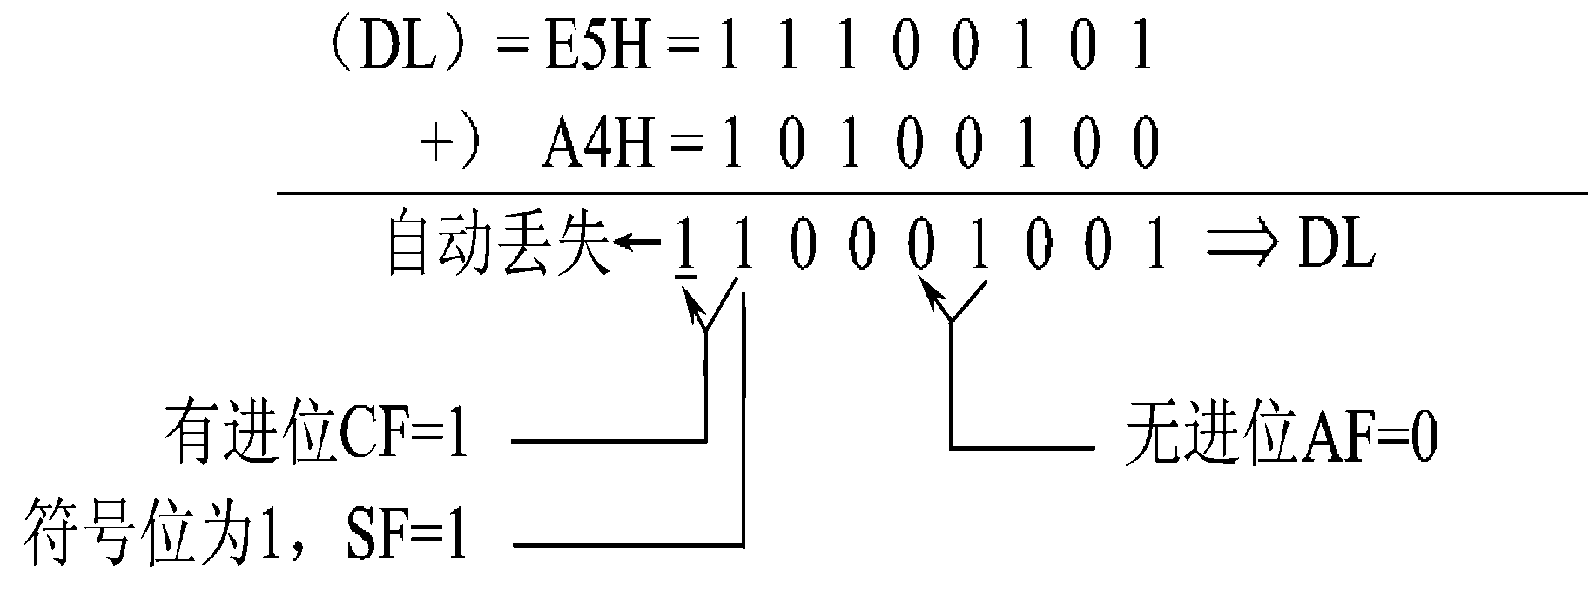 （DL）=E5H=1 1 1 0 0 1 0 1
+） A4H=1 0 1 0 0 1 0 0
自动丢失←1 1 0 0 0 1 0 0 1 ⇒ DL
有进位CF=1
无进位AF=0
符号位为1，SF=1